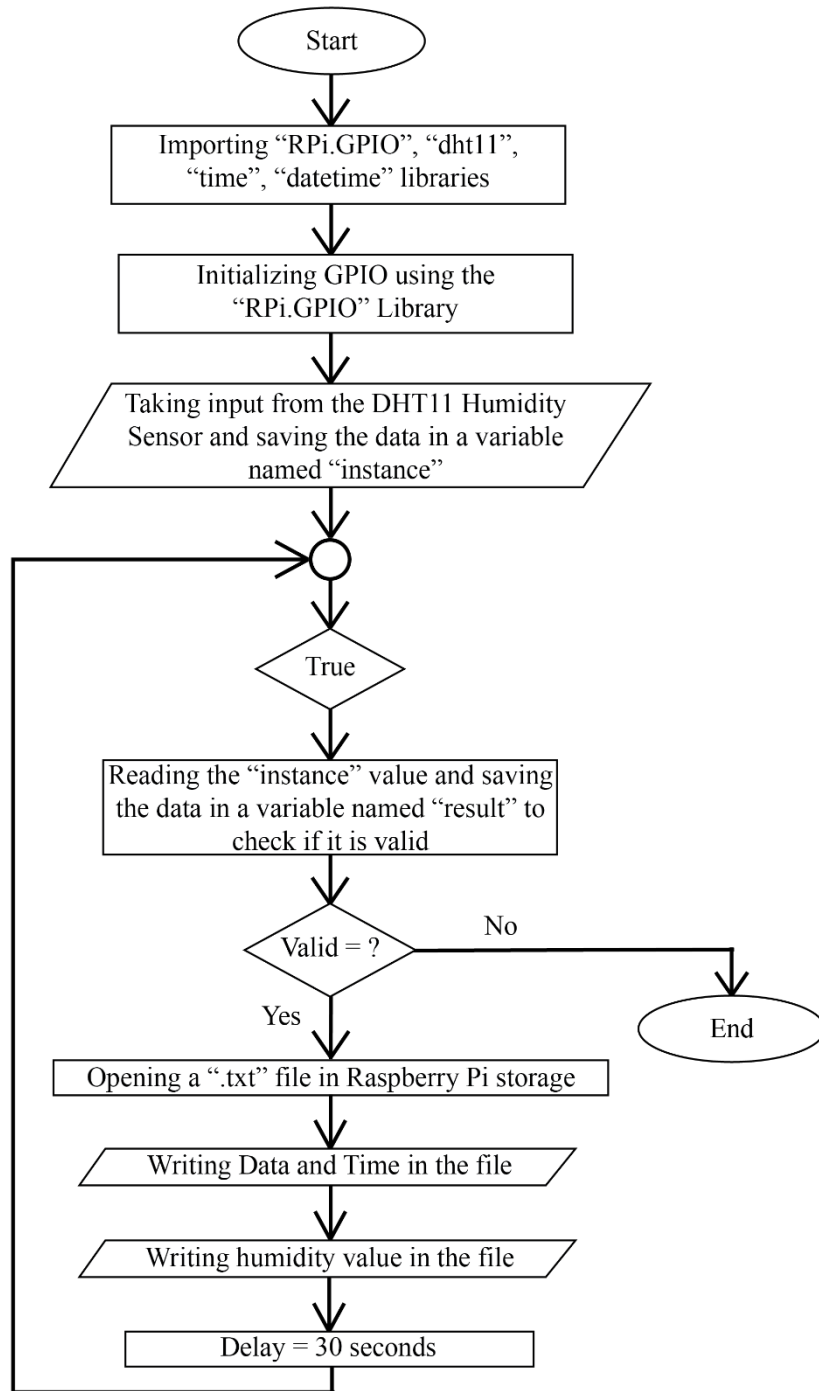 Start
Importing “RPi.GPIO”, “dht11”,
“time”, “datetime” libraries
Initializing GPIO using the
“RPi.GPIO” Library
Taking input from the DHT11 Humidity
Sensor and saving the data in a variable
named “instance”
True
Reading the “instance” value and saving
the data in a variable named “result” to
check if it is valid
Valid = ?
No
Yes
End
Opening a “.txt” file in Raspberry Pi storage
Writing Data and Time in the file
Writing humidity value in the file
Delay = 30 seconds